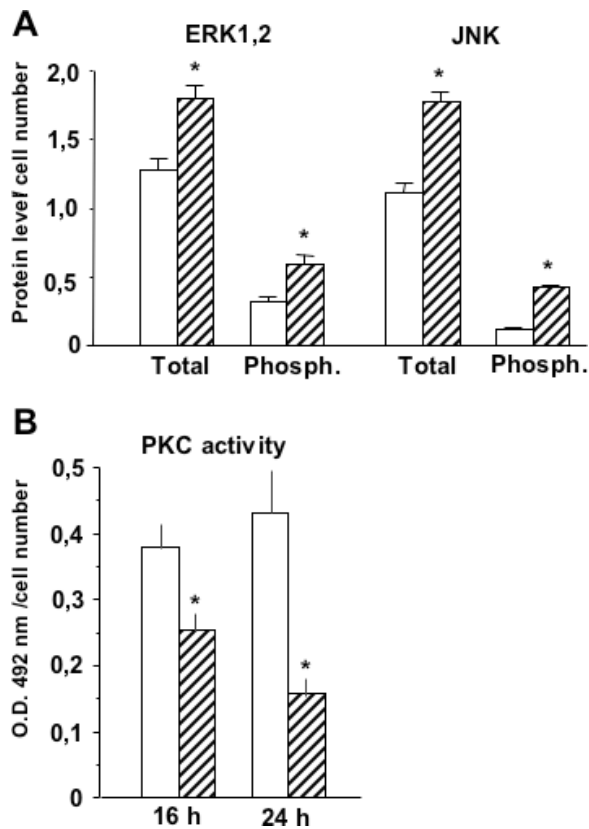 A
ERK1,2 JNK
Protein level/ cell number
2,0
1,5
1,0
0,5
0
* * * *
Total Phosph. Total Phosph.
B
PKC activity
O.D. 492 nm /cell number
0,5
0,4
0,3
0,2
0,1
0
* *
16 h 24 h